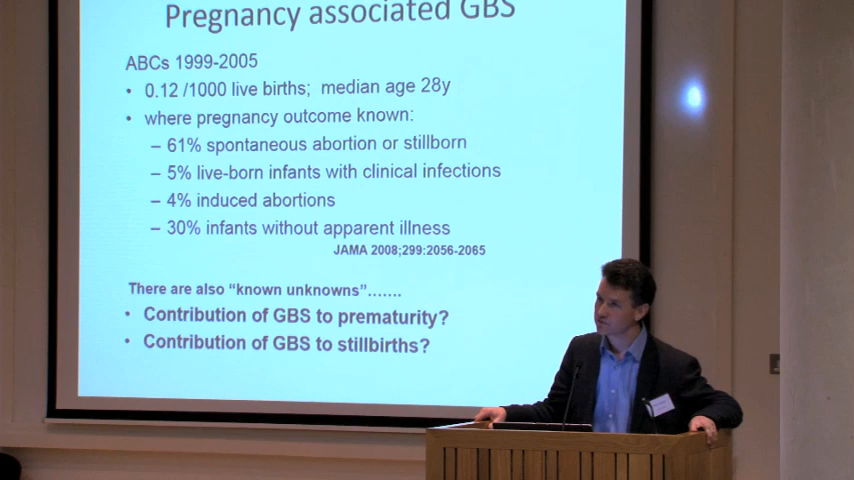 Pregnancy associated GBS
ABCs 1999-2005
• 0.12 /1000 live births; median age 28y
• where pregnancy outcome known:
– 61% spontaneous abortion or stillborn
– 5% live-born infants with clinical infections
– 4% induced abortions
– 30% infants without apparent illness
JAMA 2008;299:2056-2065
There are also “known unknowns”.......
• Contribution of GBS to prematurity?
• Contribution of GBS to stillbirths?